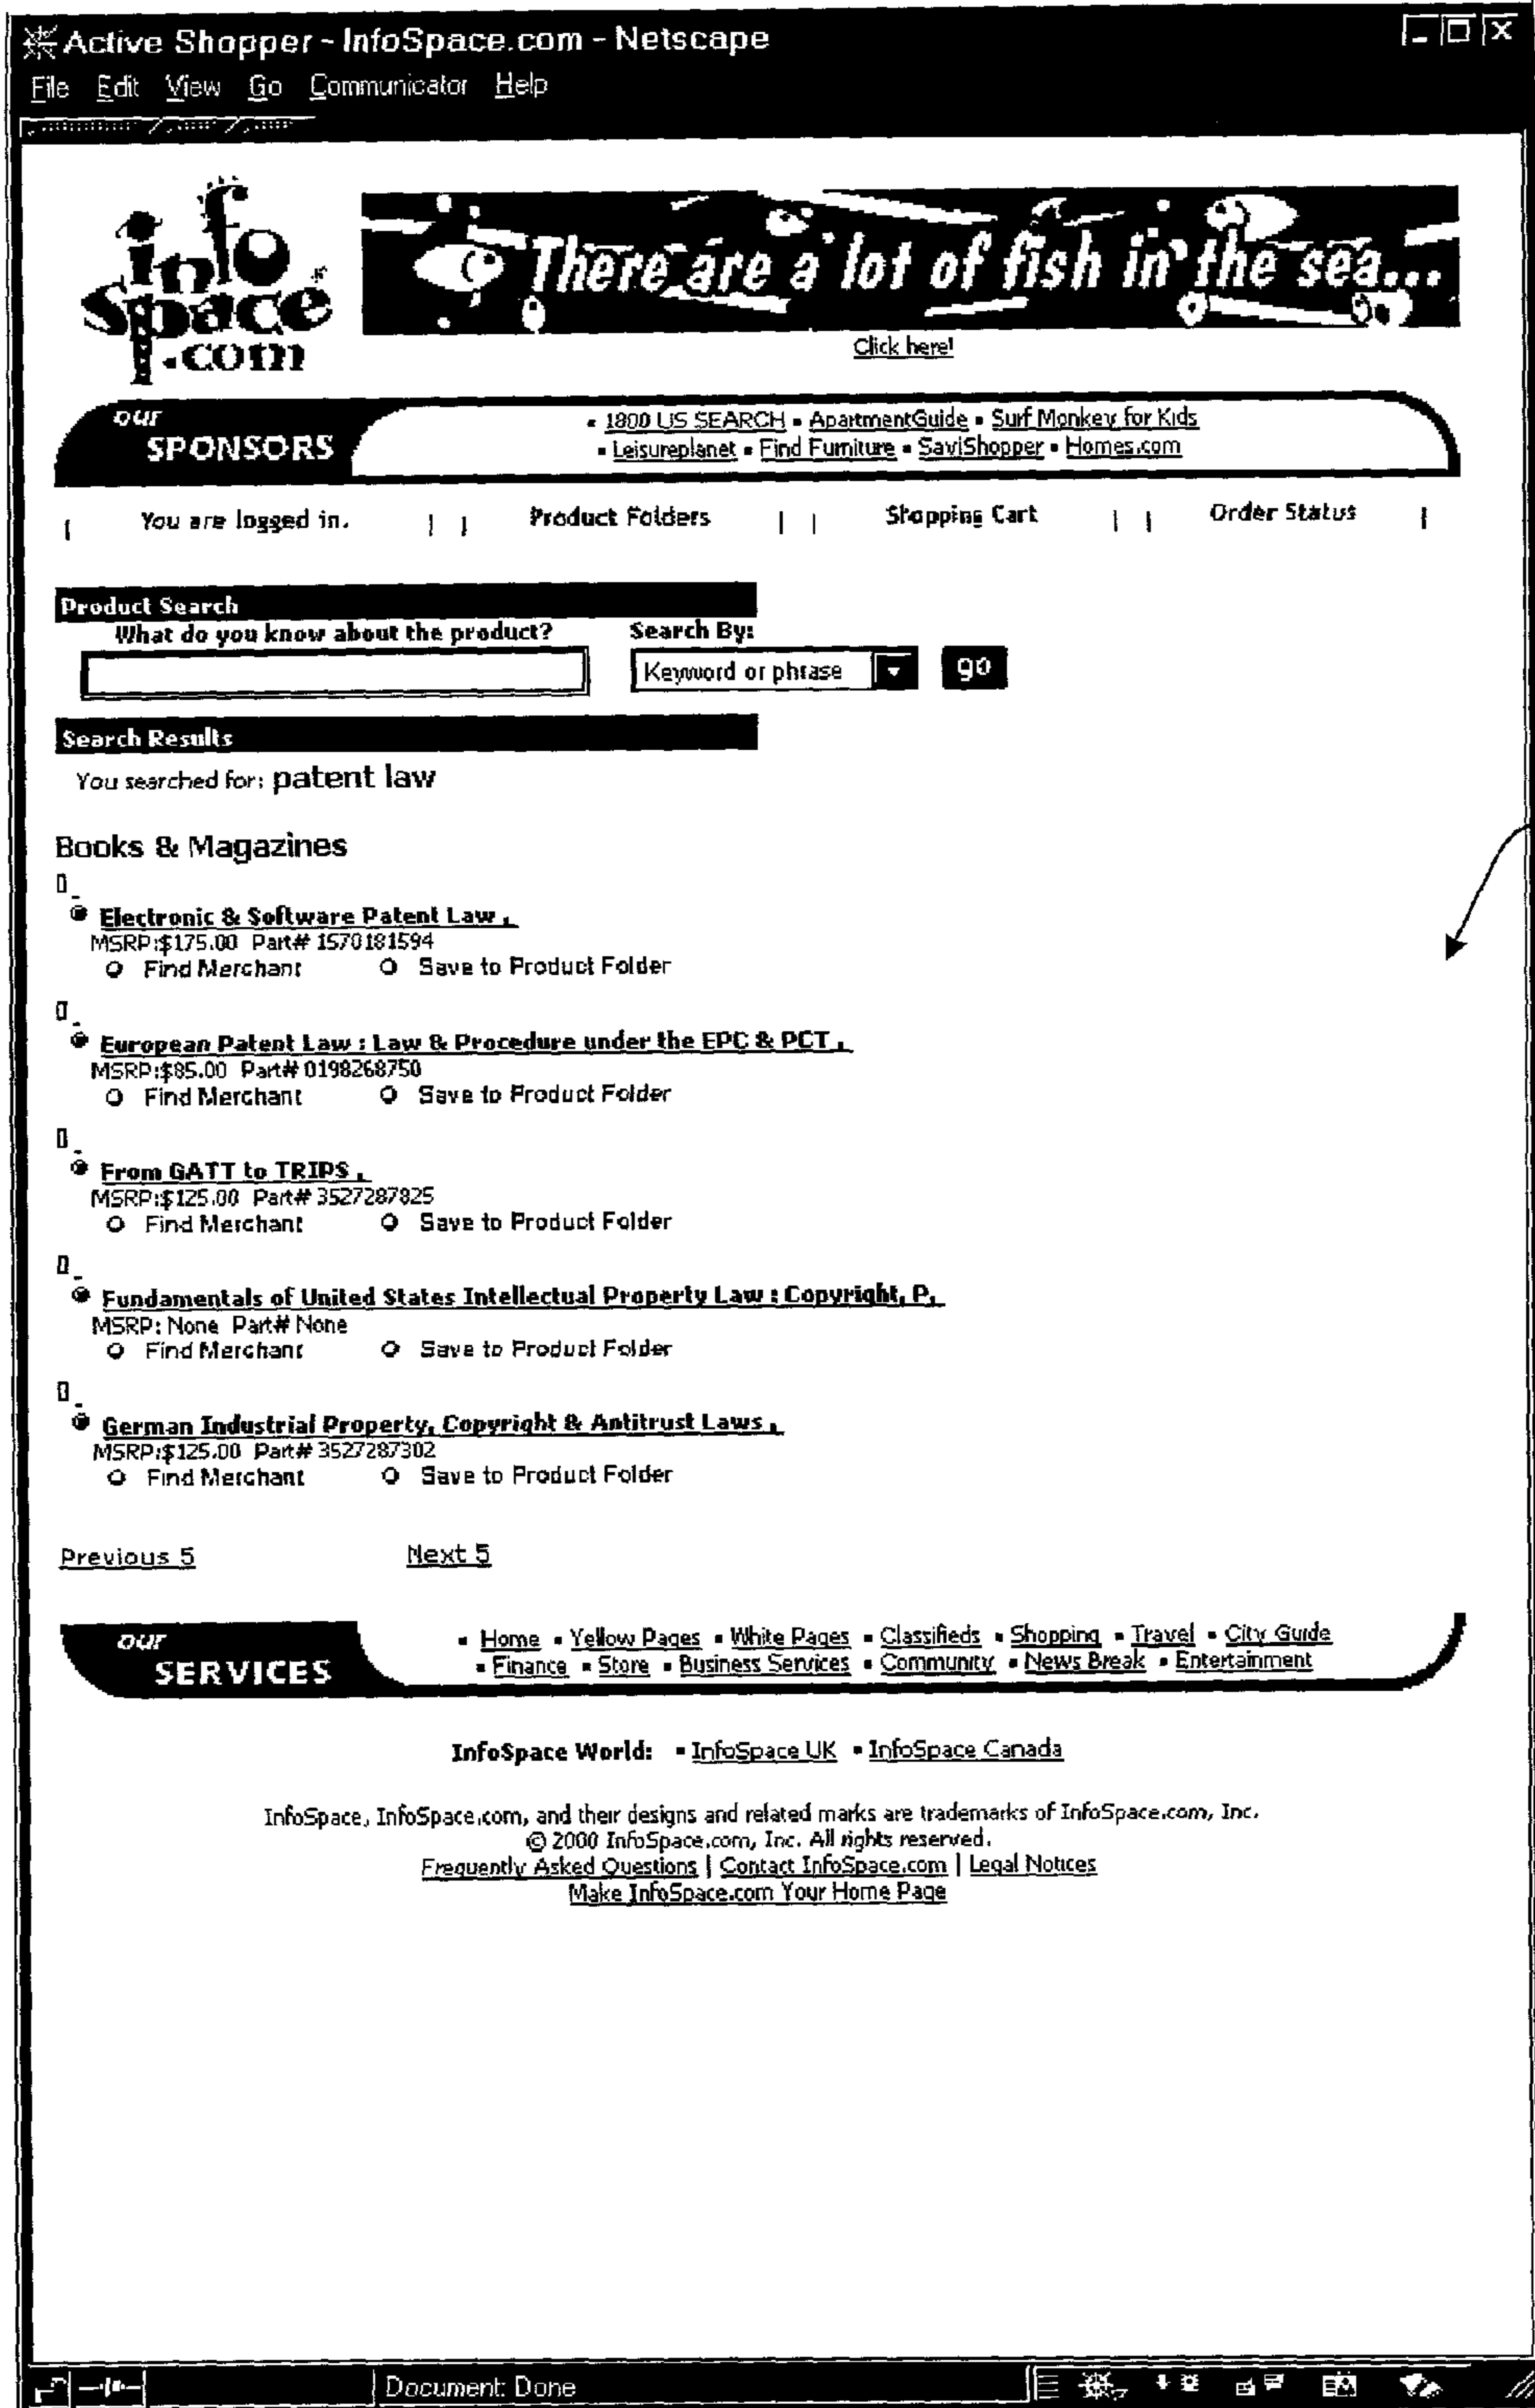 Active Shopper - InfoSpace.com - Netscape
File Edit View Go Communicator Help
info space .com
There are a lot of fish in the sea...
Click here!
our SPONSORS
▪ 1800 US SEARCH ▪ ApartmentGuide ▪ Surf Monkey for Kids
▪ Leisureplanet ▪ Find Furniture ▪ SaviShopper ▪ Homes.com
| You are logged in. | | Product Folders | | Shopping Cart | | Order Status |
Product Search
What do you know about the product? Search By:
Keyword or phrase go
Search Results
You searched for: patent law
Books & Magazines
Electronic & Software Patent Law .
MSRP:$175.00 Part# 1570181594
Find Merchant Save to Product Folder
European Patent Law : Law & Procedure under the EPC & PCT .
MSRP:$85.00 Part# 0198268750
Find Merchant Save to Product Folder
From GATT to TRIPS .
MSRP:$125.00 Part# 3527287825
Find Merchant Save to Product Folder
Fundamentals of United States Intellectual Property Law : Copyright, P.
MSRP: None Part# None
Find Merchant Save to Product Folder
German Industrial Property, Copyright & Antitrust Laws .
MSRP:$125.00 Part# 3527287302
Find Merchant Save to Product Folder
Previous 5 Next 5
our SERVICES
▪ Home ▪ Yellow Pages ▪ White Pages ▪ Classifieds ▪ Shopping ▪ Travel ▪ City Guide
▪ Finance ▪ Store ▪ Business Services ▪ Community ▪ News Break ▪ Entertainment
InfoSpace World: ▪ InfoSpace UK ▪ InfoSpace Canada
InfoSpace, InfoSpace.com, and their designs and related marks are trademarks of InfoSpace.com, Inc.
© 2000 InfoSpace.com, Inc. All rights reserved.
Frequently Asked Questions | Contact InfoSpace.com | Legal Notices
Make InfoSpace.com Your Home Page
Document: Done